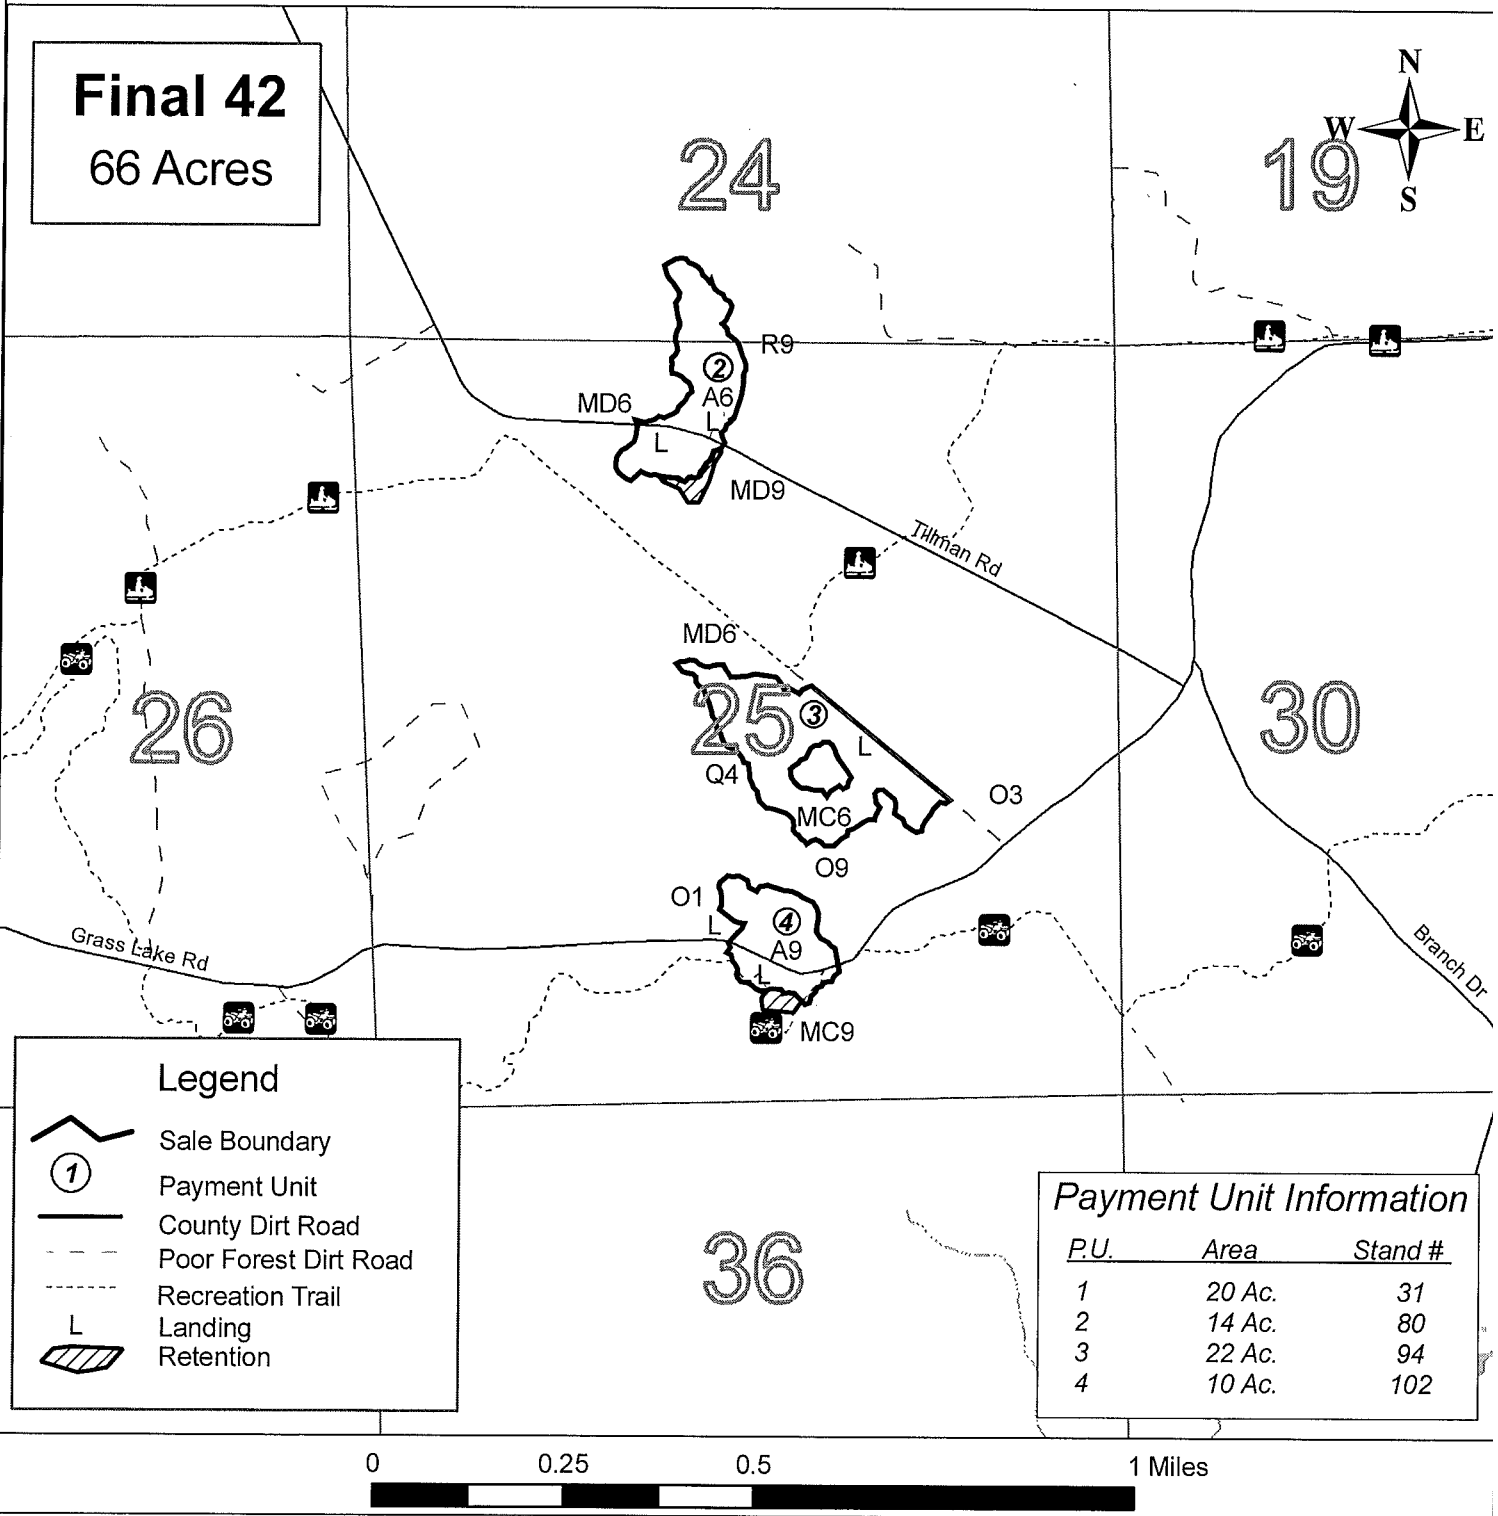 Final 42
66 Acres
N
W E
S
24
19
R9
2
A6
MD6
L
L
MD9
Tillman Rd
MD6
26
25
3
30
L
Q4
O3
MC6
O9
O1
4
L
A9
Grass Lake Rd
L
Branch Dr
MC9
Legend
Sale Boundary
1
Payment Unit
County Dirt Road
Poor Forest Dirt Road
Recreation Trail
L Landing
Retention
36
Payment Unit Information
P.U. Area Stand #
1 20 Ac. 31
2 14 Ac. 80
3 22 Ac. 94
4 10 Ac. 102
0 0.25 0.5 1 Miles